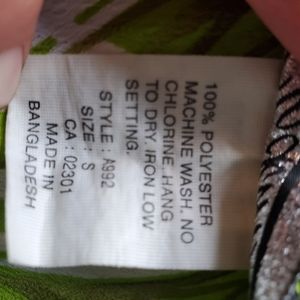 100% POLYESTER
MACHINE WASH. NO
CHLORINE. HANG
TO DRY. IRON LOW
SETTING.
STYLE : A992
SIZE : S
CA : 02301
MADE IN
BANGLADESH